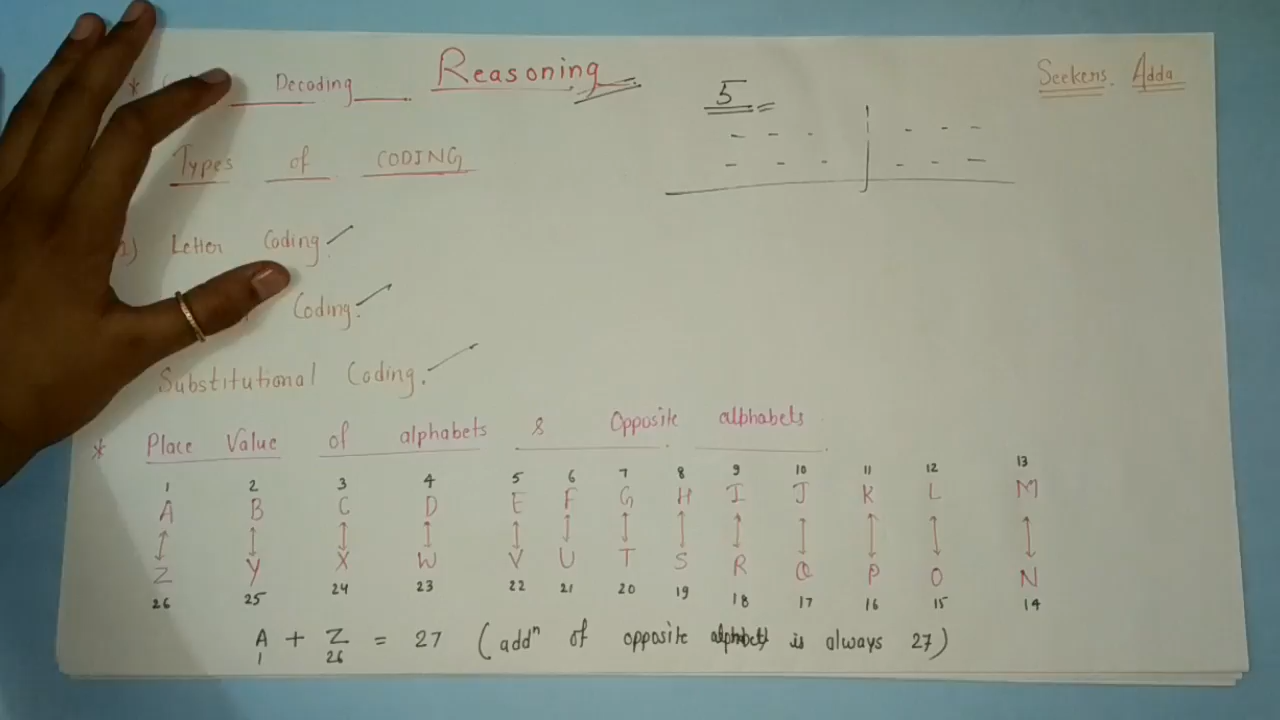 * Decoding Reasoning
Seekers Adda
5
Types of CODING
1) Letter Coding
Coding.
Substitutional Coding.
* Place Value of alphabets & Opposite alphabets.
1 2 3 4 5 6 7 8 9 10 11 12 13
A B C D E F G H I J K L M
Z Y X W V U T S R Q P O N
26 25 24 23 22 21 20 19 18 17 16 15 14
A + Z = 27 (addn of opposite alphabets is always 27)
1 26